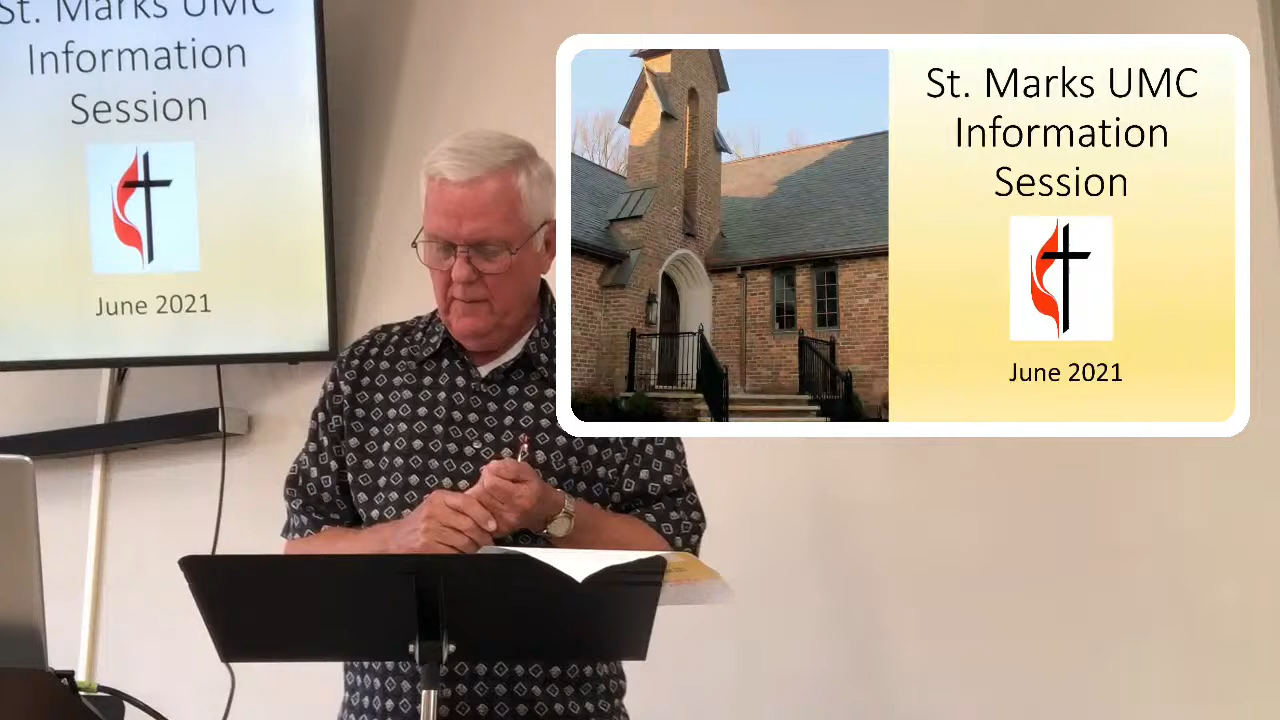 St. Marks UMC
Information
Session
June 2021
St. Marks UMC
Information
Session
June 2021